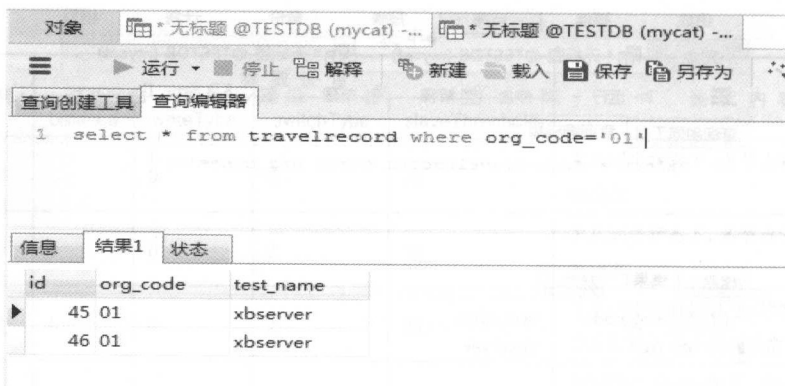 对象 * 无标题 @TESTDB (mycat) -... * 无标题 @TESTDB (mycat) -...
运行 停止 解释 新建 载入 保存 另存为
查询创建工具 查询编辑器
1 select * from travelrecord where org_code='01'
信息 结果1 状态
id org_code test_name
45 01 xbserver
46 01 xbserver